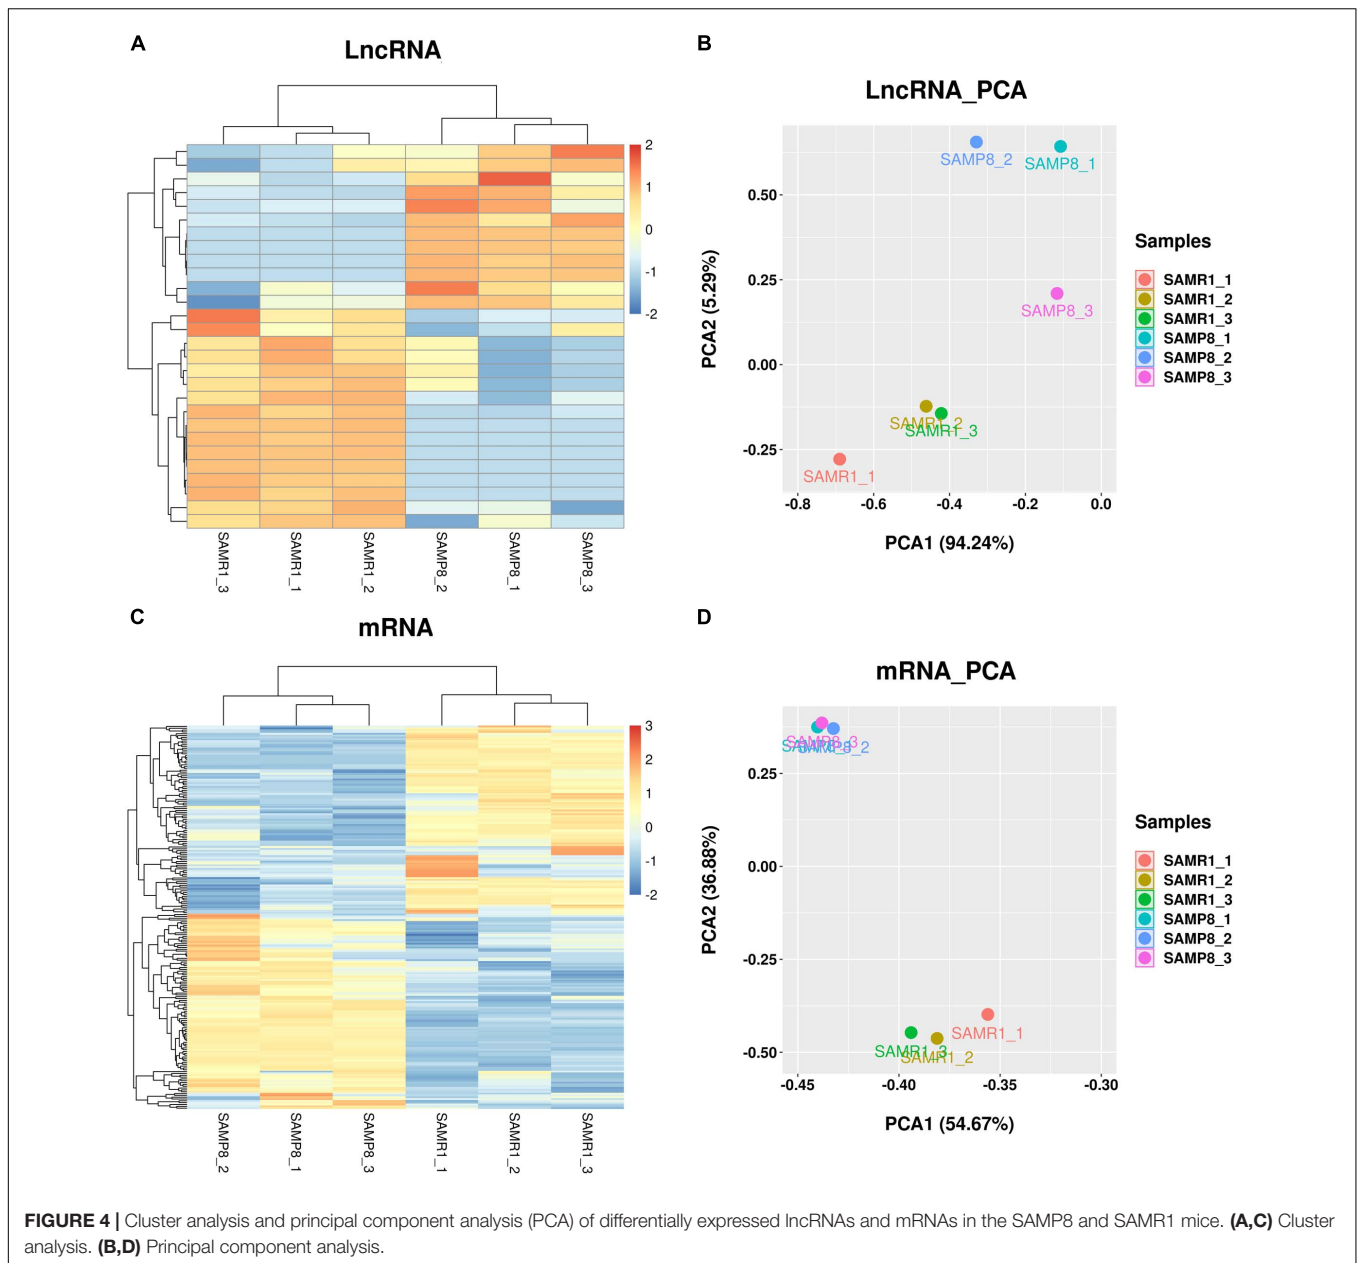 A
LncRNA
2
1
0
-1
-2
SAMR1_3
SAMR1_1
SAMR1_2
SAMP8_2
SAMP8_1
SAMP8_3
B
LncRNA_PCA
PCA2 (5.29%)
0.50
0.25
0.00
-0.25
SAMP8_2
SAMP8_1
SAMP8_3
SAMR1_2
SAMR1_3
SAMR1_1
-0.8 -0.6 -0.4 -0.2 0.0
PCA1 (94.24%)
Samples
SAMR1_1
SAMR1_2
SAMR1_3
SAMP8_1
SAMP8_2
SAMP8_3
C
mRNA
3
2
1
0
-1
-2
SAMP8_2
SAMP8_1
SAMP8_3
SAMR1_1
SAMR1_2
SAMR1_3
D
mRNA_PCA
PCA2 (36.88%)
0.25
0.00
-0.25
-0.50
SAMP8_3
SAMP8_1
SAMP8_2
SAMR1_1
SAMR1_3
SAMR1_2
-0.45 -0.40 -0.35 -0.30
PCA1 (54.67%)
Samples
SAMR1_1
SAMR1_2
SAMR1_3
SAMP8_1
SAMP8_2
SAMP8_3
FIGURE 4 | Cluster analysis and principal component analysis (PCA) of differentially expressed lncRNAs and mRNAs in the SAMP8 and SAMR1 mice. (A,C) Cluster
analysis. (B,D) Principal component analysis.